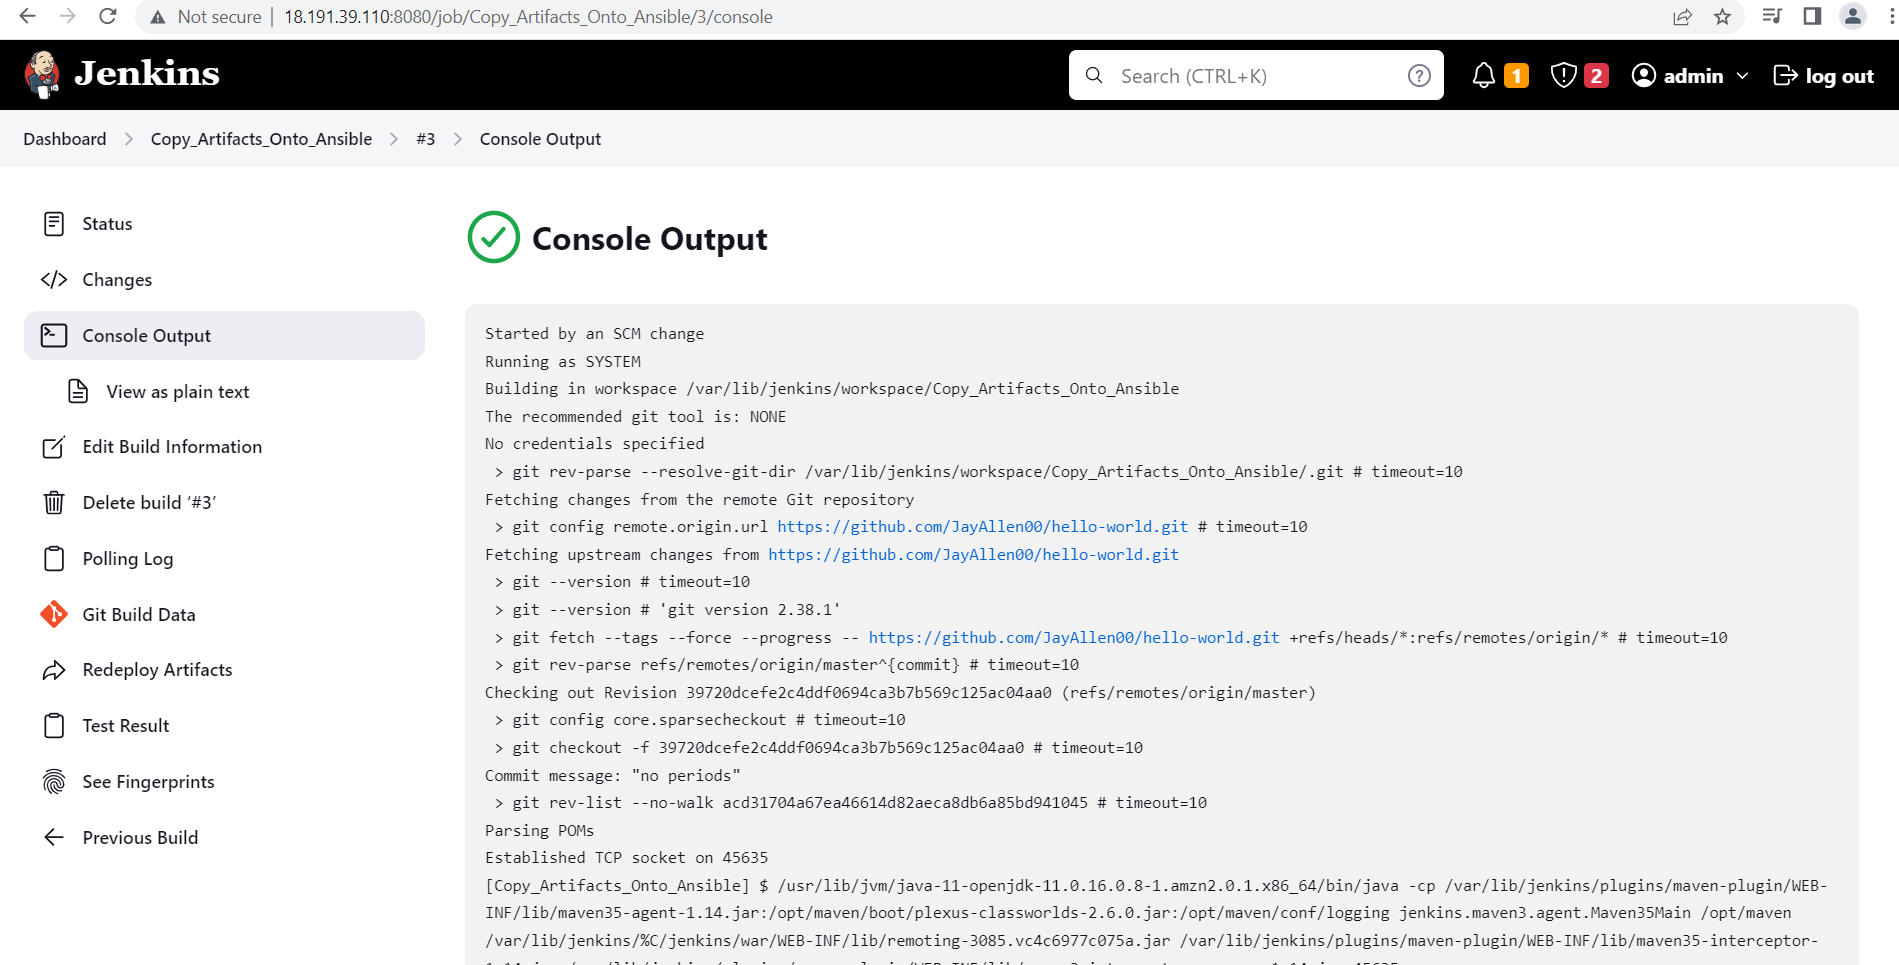 Not secure | 18.191.39.110:8080/job/Copy_Artifacts_Onto_Ansible/3/console
Jenkins
Search (CTRL+K)
?
1
2
admin
log out
Dashboard > Copy_Artifacts_Onto_Ansible > #3 > Console Output
Status
Changes
Console Output
View as plain text
Edit Build Information
Delete build ‘#3’
Polling Log
Git Build Data
Redeploy Artifacts
Test Result
See Fingerprints
Previous Build
Console Output
Started by an SCM change
Running as SYSTEM
Building in workspace /var/lib/jenkins/workspace/Copy_Artifacts_Onto_Ansible
The recommended git tool is: NONE
No credentials specified
> git rev-parse --resolve-git-dir /var/lib/jenkins/workspace/Copy_Artifacts_Onto_Ansible/.git # timeout=10
Fetching changes from the remote Git repository
> git config remote.origin.url https://github.com/JayAllen00/hello-world.git # timeout=10
Fetching upstream changes from https://github.com/JayAllen00/hello-world.git
> git --version # timeout=10
> git --version # 'git version 2.38.1'
> git fetch --tags --force --progress -- https://github.com/JayAllen00/hello-world.git +refs/heads/*:refs/remotes/origin/* # timeout=10
> git rev-parse refs/remotes/origin/master^{commit} # timeout=10
Checking out Revision 39720dcefe2c4ddf0694ca3b7b569c125ac04aa0 (refs/remotes/origin/master)
> git config core.sparsecheckout # timeout=10
> git checkout -f 39720dcefe2c4ddf0694ca3b7b569c125ac04aa0 # timeout=10
Commit message: "no periods"
> git rev-list --no-walk acd31704a67ea46614d82aeca8db6a85bd941045 # timeout=10
Parsing POMs
Established TCP socket on 45635
[Copy_Artifacts_Onto_Ansible] $ /usr/lib/jvm/java-11-openjdk-11.0.16.0.8-1.amzn2.0.1.x86_64/bin/java -cp /var/lib/jenkins/plugins/maven-plugin/WEB-
INF/lib/maven35-agent-1.14.jar:/opt/maven/boot/plexus-classworlds-2.6.0.jar:/opt/maven/conf/logging jenkins.maven3.agent.Maven35Main /opt/maven
/var/lib/jenkins/%C/jenkins/war/WEB-INF/lib/remoting-3085.vc4c6977c075a.jar /var/lib/jenkins/plugins/maven-plugin/WEB-INF/lib/maven35-interceptor-